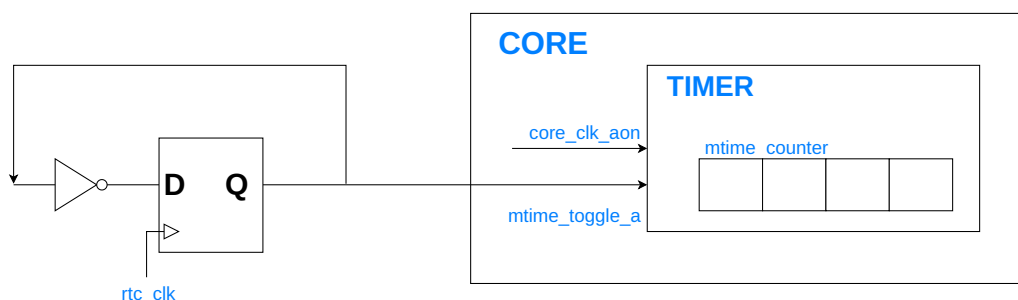 CORE
TIMER
core_clk_aon
mtime_counter
D
Q
mtime_toggle_a
rtc_clk